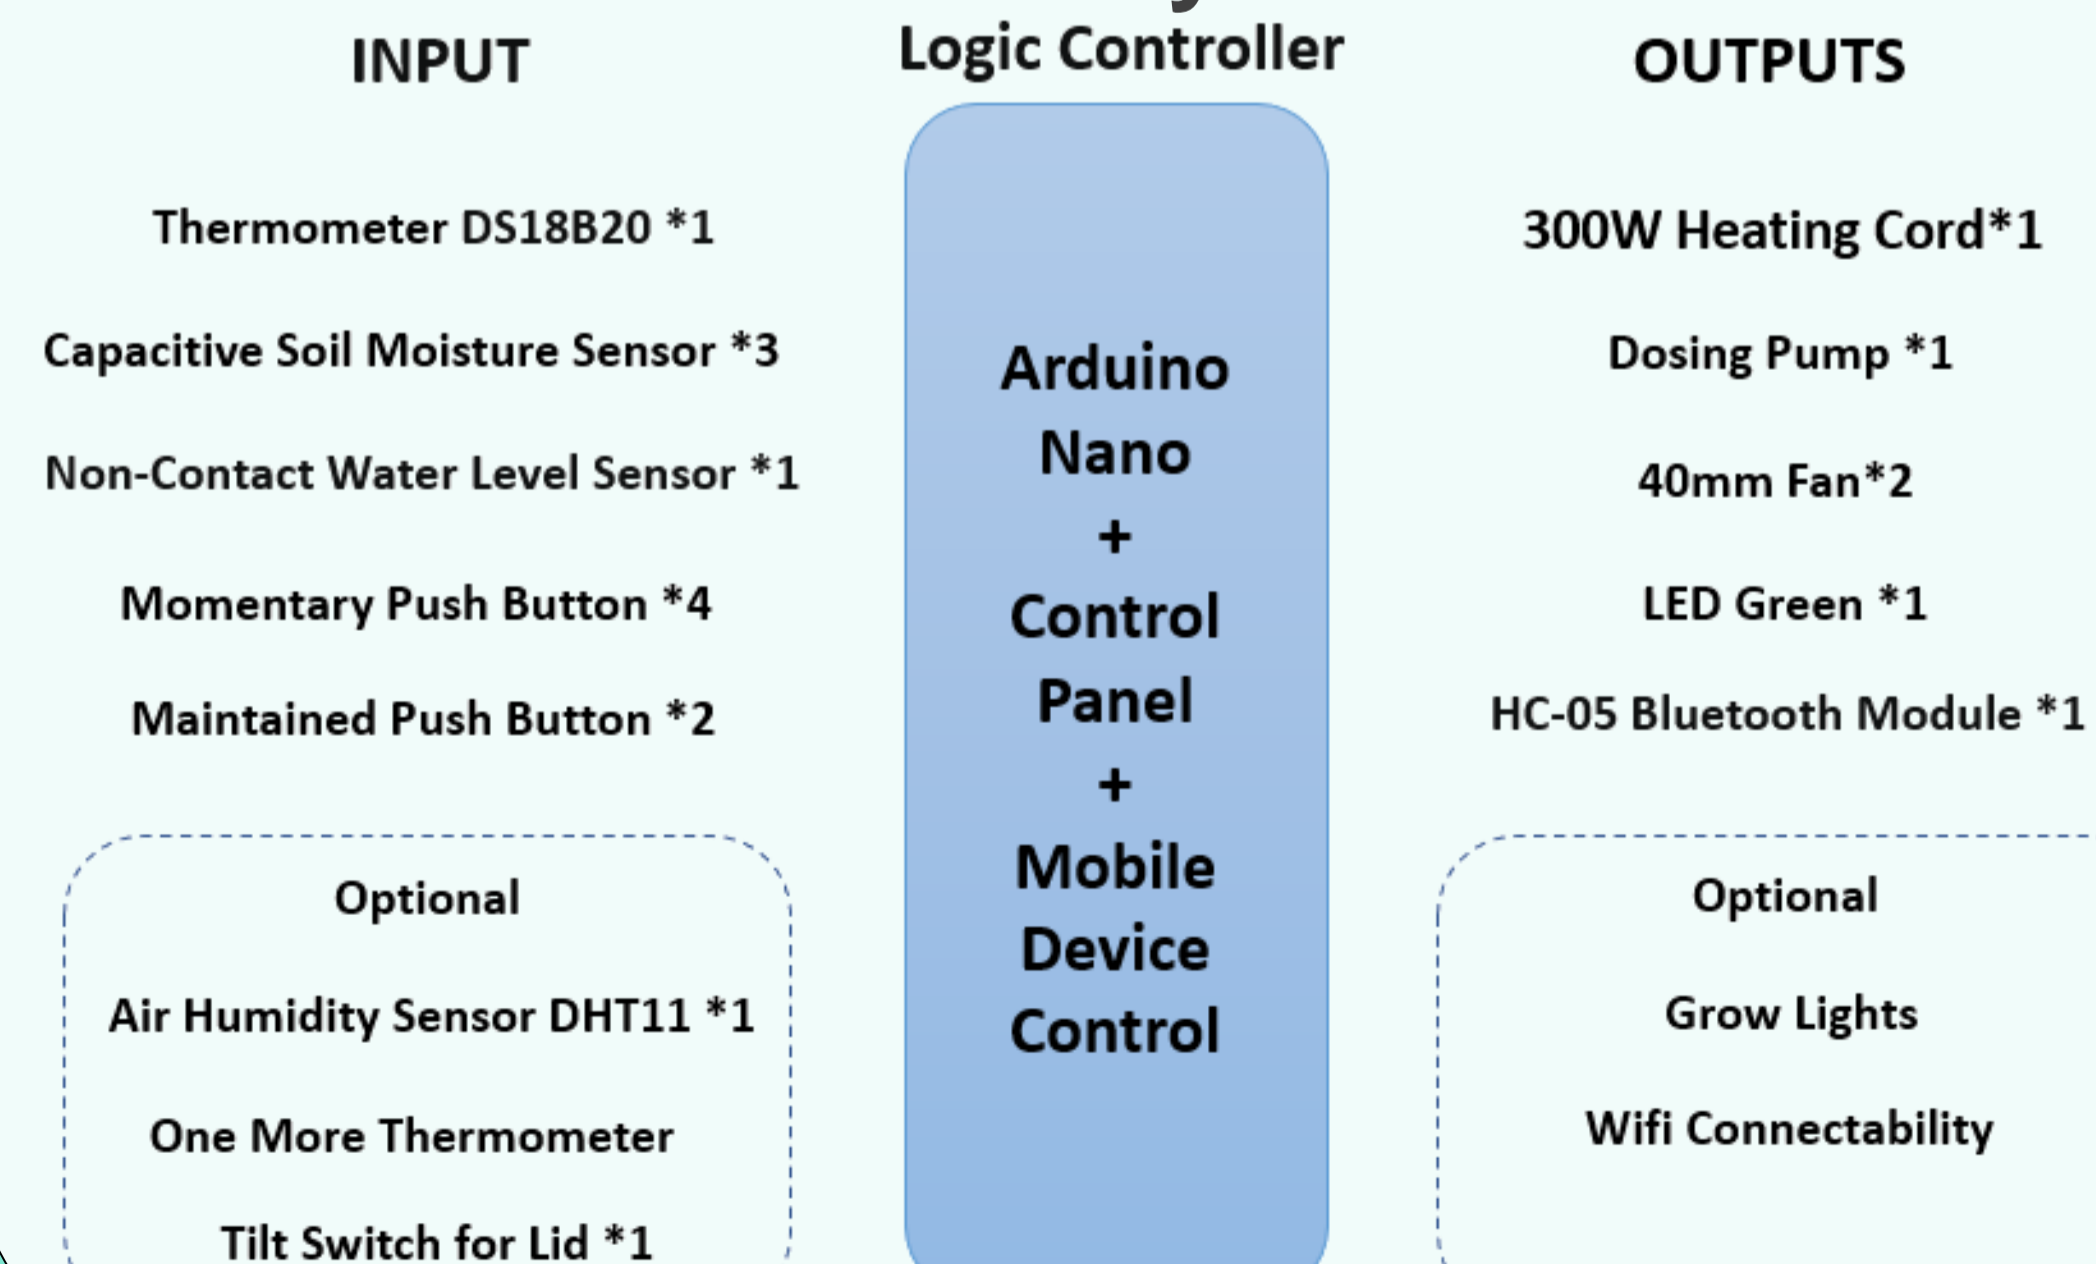 INPUT
Thermometer DS18B20 *1
Capacitive Soil Moisture Sensor *3
Non-Contact Water Level Sensor *1
Momentary Push Button *4
Maintained Push Button *2
Optional
Air Humidity Sensor DHT11 *1
One More Thermometer
Tilt Switch for Lid *1
Logic Controller
Arduino
Nano
+
Control
Panel
+
Mobile
Device
Control
OUTPUTS
300W Heating Cord*1
Dosing Pump *1
40mm Fan*2
LED Green *1
HC-05 Bluetooth Module *1
Optional
Grow Lights
Wifi Connectability